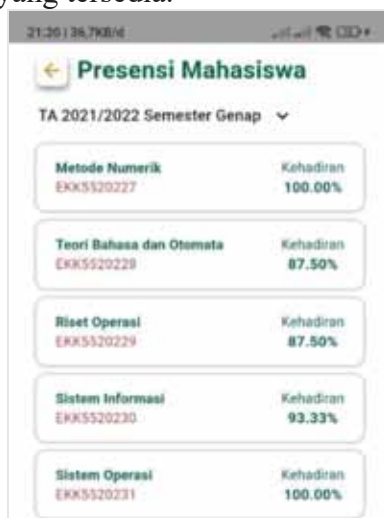 yang tersedia.
21:20 | 36,7KB/d
Presensi Mahasiswa
TA 2021/2022 Semester Genap
Metode Numerik Kehadiran
EKK5520227 100.00%
Teori Bahasa dan Otomata Kehadiran
EKK5520228 87.50%
Riset Operasi Kehadiran
EKK5520229 87.50%
Sistem Informasi Kehadiran
EKK5520230 93.33%
Sistem Operasi Kehadiran
EKK5520231 100.00%